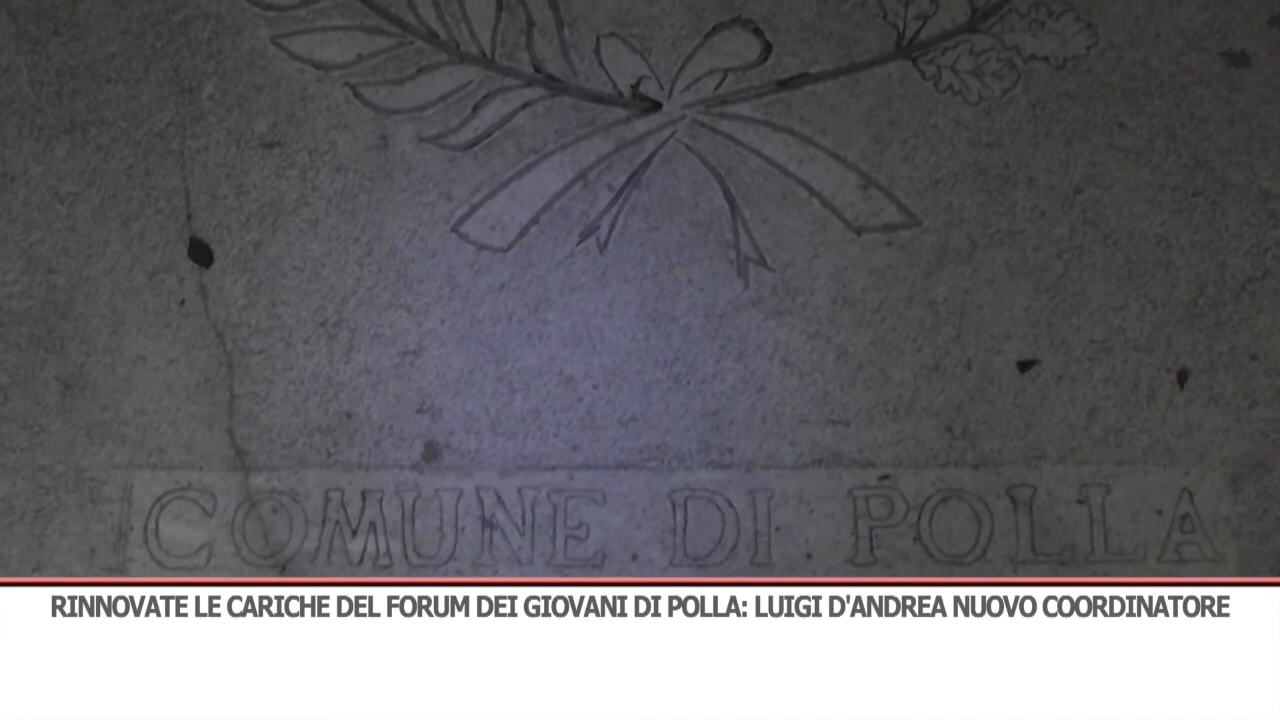 COMUNE DI POLLA
RINNOVATE LE CARICHE DEL FORUM DEI GIOVANI DI POLLA: LUIGI D'ANDREA NUOVO COORDINATORE